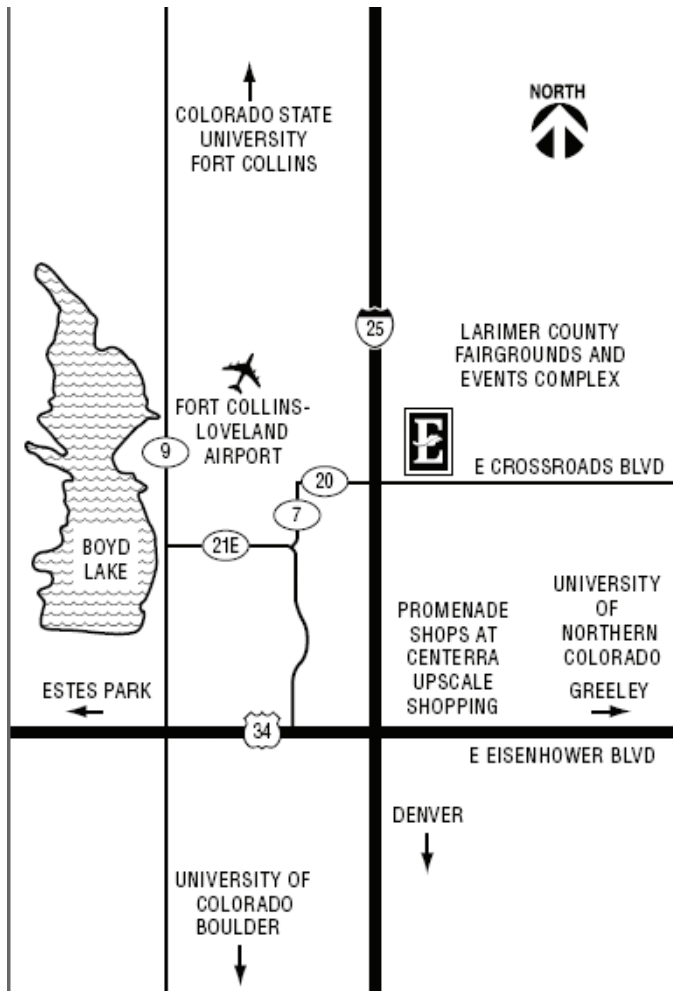 COLORADO STATE
UNIVERSITY
FORT COLLINS
NORTH
25
LARIMER COUNTY
FAIRGROUNDS AND
EVENTS COMPLEX
FORT COLLINS-
LOVELAND
AIRPORT
9
E
E CROSSROADS BLVD
20
7
21E
BOYD
LAKE
PROMENADE
SHOPS AT
CENTERRA
UPSCALE
SHOPPING
UNIVERSITY
OF
NORTHERN
COLORADO
GREELEY
ESTES PARK
34
E EISENHOWER BLVD
DENVER
UNIVERSITY OF
COLORADO
BOULDER